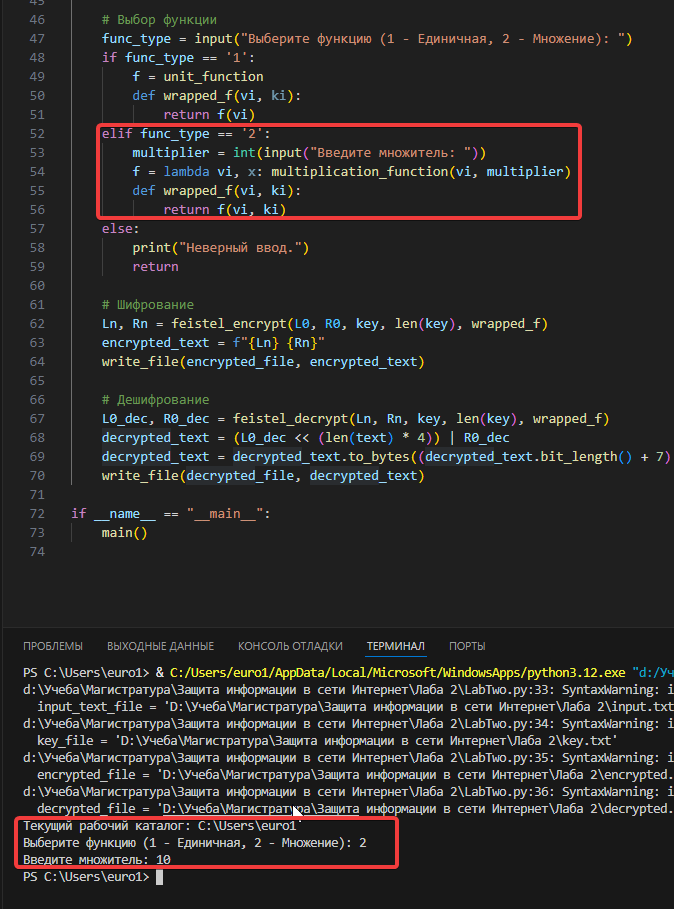 45
46 # Выбор функции
47 func_type = input("Выберите функцию (1 - Единичная, 2 - Множение): ")
48 if func_type == '1':
49 f = unit_function
50 def wrapped_f(vi, ki):
51 return f(vi)
52 elif func_type == '2':
53 multiplier = int(input("Введите множитель: "))
54 f = lambda vi, x: multiplication_function(vi, multiplier)
55 def wrapped_f(vi, ki):
56 return f(vi, ki)
57 else:
58 print("Неверный ввод.")
59 return
60
61 # Шифрование
62 Ln, Rn = feistel_encrypt(L0, R0, key, len(key), wrapped_f)
63 encrypted_text = f"{Ln} {Rn}"
64 write_file(encrypted_file, encrypted_text)
65
66 # Дешифрование
67 L0_dec, R0_dec = feistel_decrypt(Ln, Rn, key, len(key), wrapped_f)
68 decrypted_text = (L0_dec << (len(text) * 4)) | R0_dec
69 decrypted_text = decrypted_text.to_bytes((decrypted_text.bit_length() + 7)
70 write_file(decrypted_file, decrypted_text)
71
72 if __name__ == "__main__":
73 main()
74
ПРОБЛЕМЫ ВЫХОДНЫЕ ДАННЫЕ КОНСОЛЬ ОТЛАДКИ ТЕРМИНАЛ ПОРТЫ
PS C:\Users\euro1> & C:/Users/euro1/AppData/Local/Microsoft/WindowsApps/python3.12.exe "d:/Уч
d:\Учеба\Магистратура\Защита информации в сети Интернет\Лаба 2\LabTwo.py:33: SyntaxWarning: i
input_text_file = 'D:\Учеба\Магистратура\Защита информации в сети Интернет\Лаба 2\input.txt
d:\Учеба\Магистратура\Защита информации в сети Интернет\Лаба 2\LabTwo.py:34: SyntaxWarning: i
key_file = 'D:\Учеба\Магистратура\Защита информации в сети Интернет\Лаба 2\key.txt'
d:\Учеба\Магистратура\Защита информации в сети Интернет\Лаба 2\LabTwo.py:35: SyntaxWarning: i
encrypted_file = 'D:\Учеба\Магистратура\Защита информации в сети Интернет\Лаба 2\encrypted.
d:\Учеба\Магистратура\Защита информации в сети Интернет\Лаба 2\LabTwo.py:36: SyntaxWarning: i
decrypted_file = 'D:\Учеба\Магистратура\Защита информации в сети Интернет\Лаба 2\decrypted.
Текущий рабочий каталог: C:\Users\euro1
Выберите функцию (1 - Единичная, 2 - Множение): 2
Введите множитель: 10
PS C:\Users\euro1>